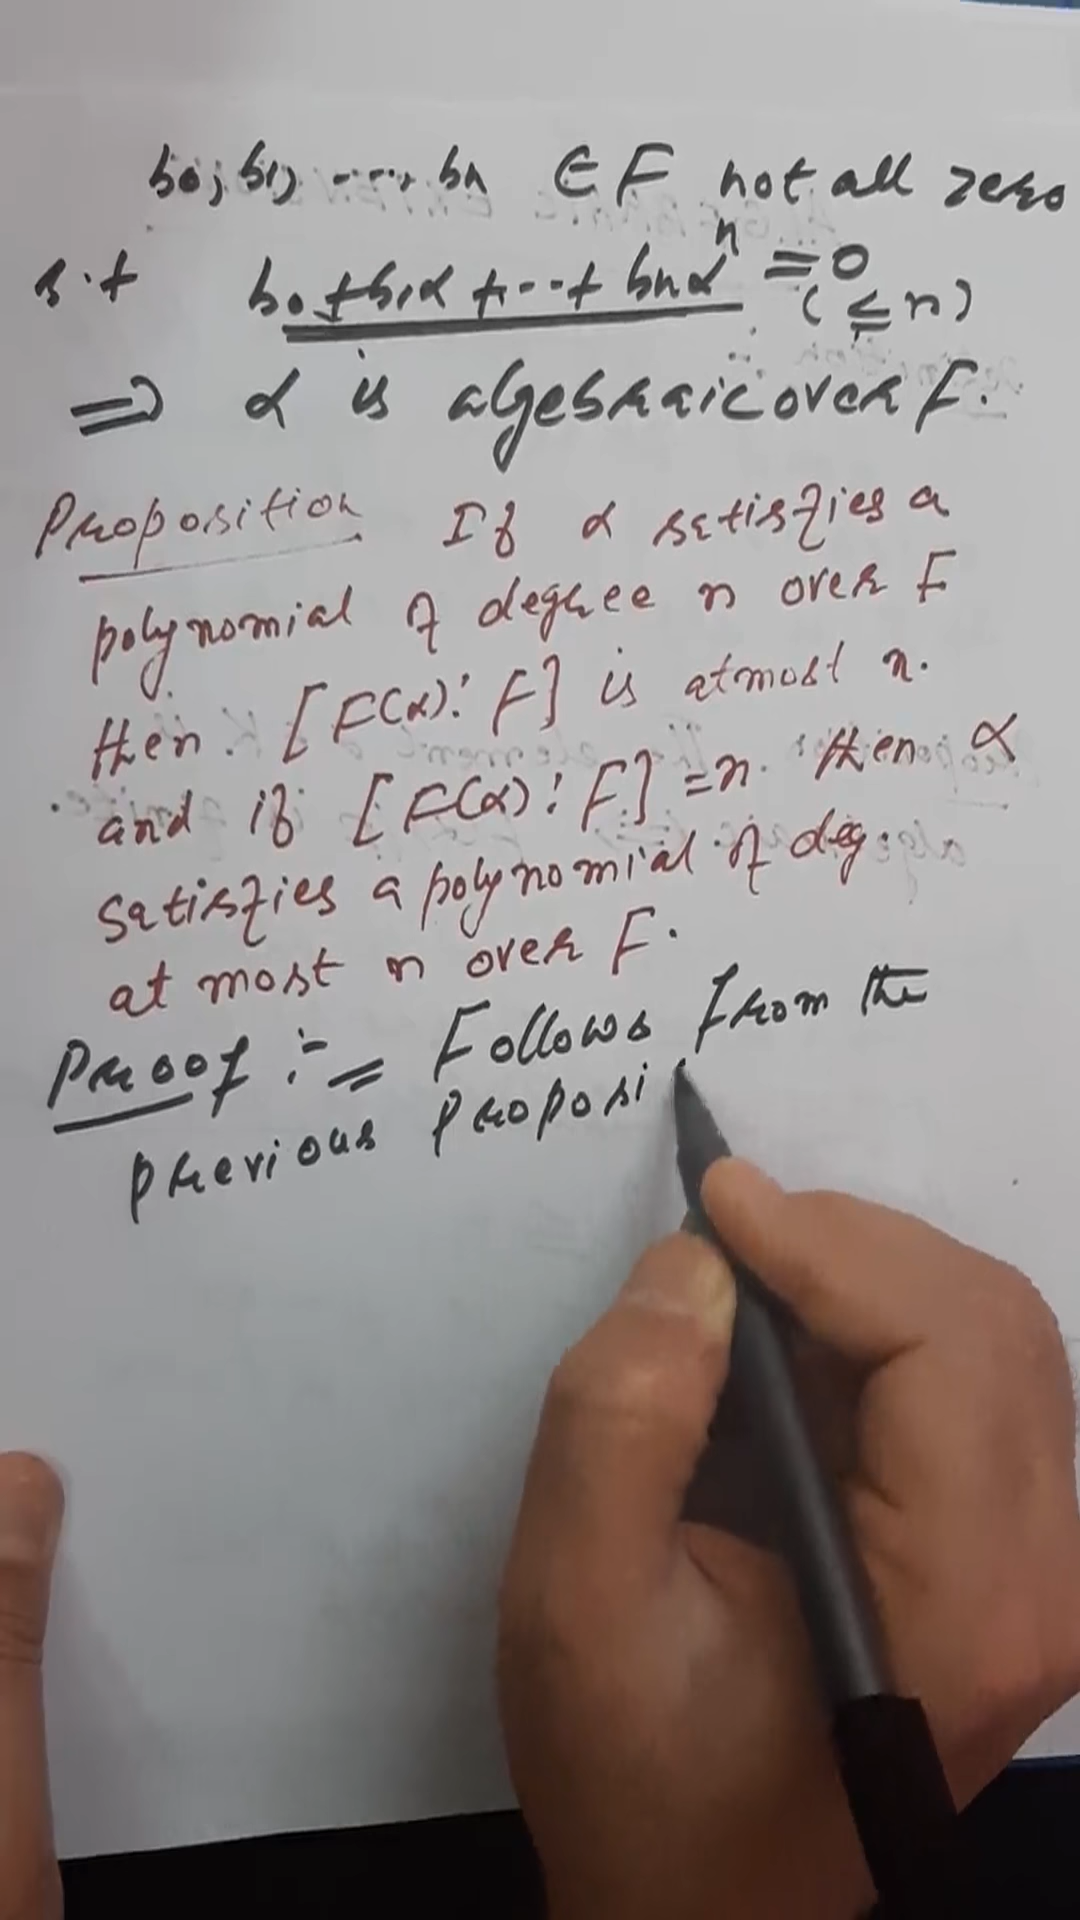 b0, b1, ...., bn ∈ F not all zero
s.t b0 + b1α + ... + bnα^n = 0
(≤ n)
⇒ α is algebraic over F.
Proposition If α satisfies a
polynomial of degree n over F
then [F(α): F] is atmost n.
and if [F(α): F] = n. then α
satisfies a polynomial of deg.
at most n over F.
Proof :- Follows from the
previous proposi